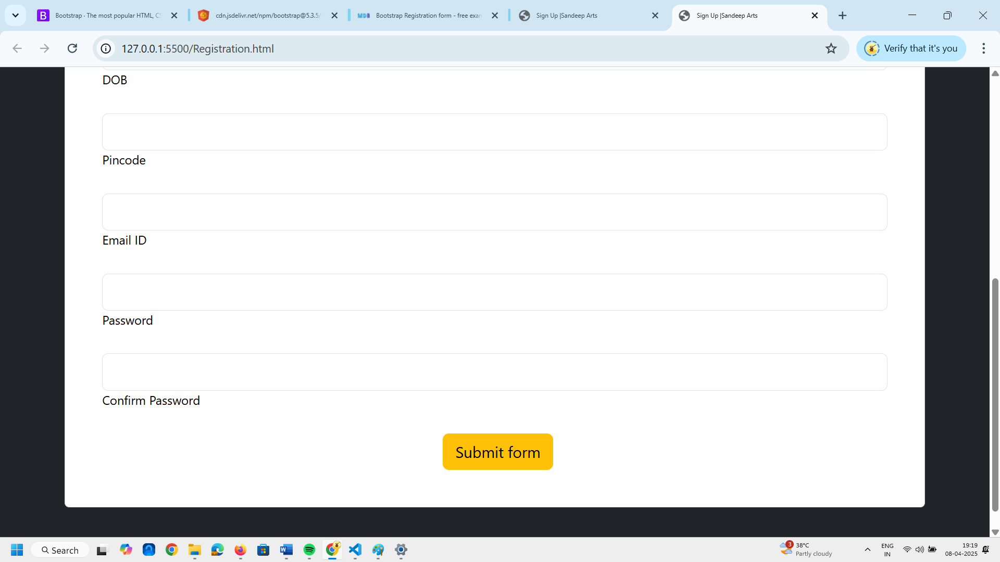 Bootstrap · The most popular HTML, CS
cdn.jsdelivr.net/npm/bootstrap@5.3.5/
Bootstrap Registration form - free exam
Sign Up |Sandeep Arts
Sign Up |Sandeep Arts
127.0.0.1:5500/Registration.html
Verify that it's you
DOB
Pincode
Email ID
Password
Confirm Password
Submit form
Search
3
38°C
Partly cloudy
ENG
IN
19:19
08-04-2025